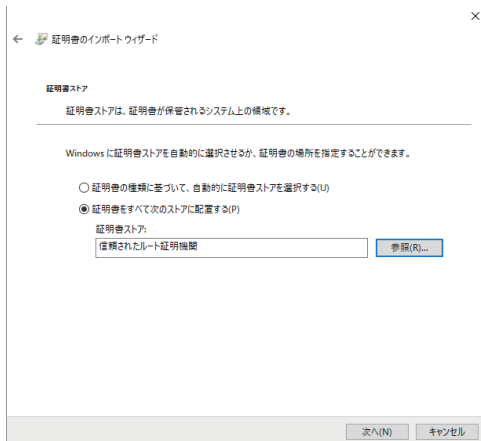 証明書のインポート ウィザード
証明書ストア
証明書ストアは、証明書が保管されるシステム上の領域です。
Windows に証明書ストアを自動的に選択させるか、証明書の場所を指定することができます。
証明書の種類に基づいて、自動的に証明書ストアを選択する(U)
証明書をすべて次のストアに配置する(P)
証明書ストア:
信頼されたルート証明機関
参照(R)...
次へ(N)
キャンセル